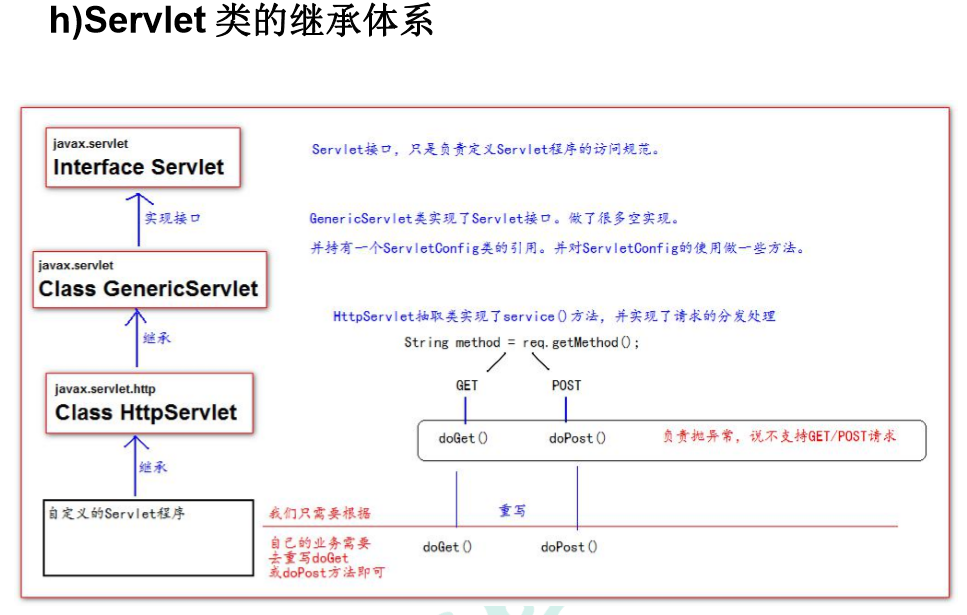 h)Servlet 类的继承体系
javax.servlet
Interface Servlet
Servlet接口，只是负责定义Servlet程序的访问规范。
实现接口
GenericServlet类实现了Servlet接口。做了很多空实现。
并持有一个ServletConfig类的引用。并对ServletConfig的使用做一些方法。
javax.servlet
Class GenericServlet
继承
HttpServlet抽取类实现了service()方法，并实现了请求的分发处理
String method = req.getMethod();
GET
POST
javax.servlet.http
Class HttpServlet
doGet()
doPost()
负责抛异常，说不支持GET/POST请求
继承
自定义的Servlet程序
我们只需要根据
重写
自己的业务需要
去重写doGet
或doPost方法即可
doGet()
doPost()